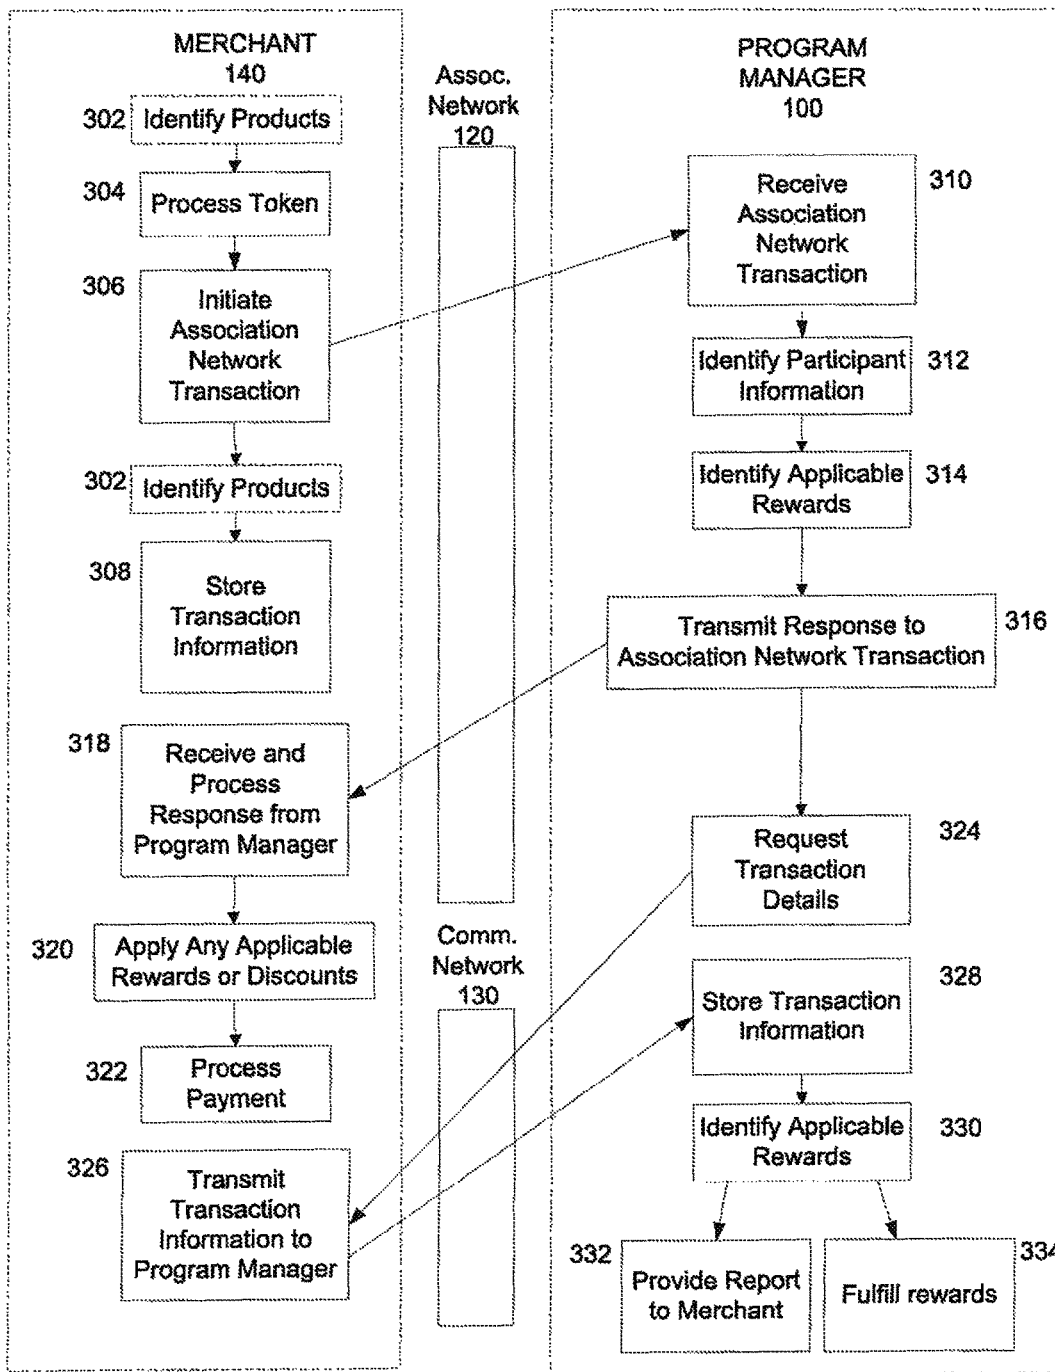 MERCHANT
140
302
Identify Products
304
Process Token
306
Initiate
Association
Network
Transaction
302
Identify Products
308
Store
Transaction
Information
318
Receive and
Process
Response from
Program Manager
320
Apply Any Applicable
Rewards or Discounts
322
Process
Payment
326
Transmit
Transaction
Information to
Program Manager
Assoc.
Network
120
Comm.
Network
130
PROGRAM
MANAGER
100
Receive
Association
Network
Transaction
310
Identify Participant
Information
312
Identify Applicable
Rewards
314
Transmit Response to
Association Network Transaction
316
Request
Transaction
Details
324
Store Transaction
Information
328
Identify Applicable
Rewards
330
332
Provide Report
to Merchant
Fulfill rewards
334